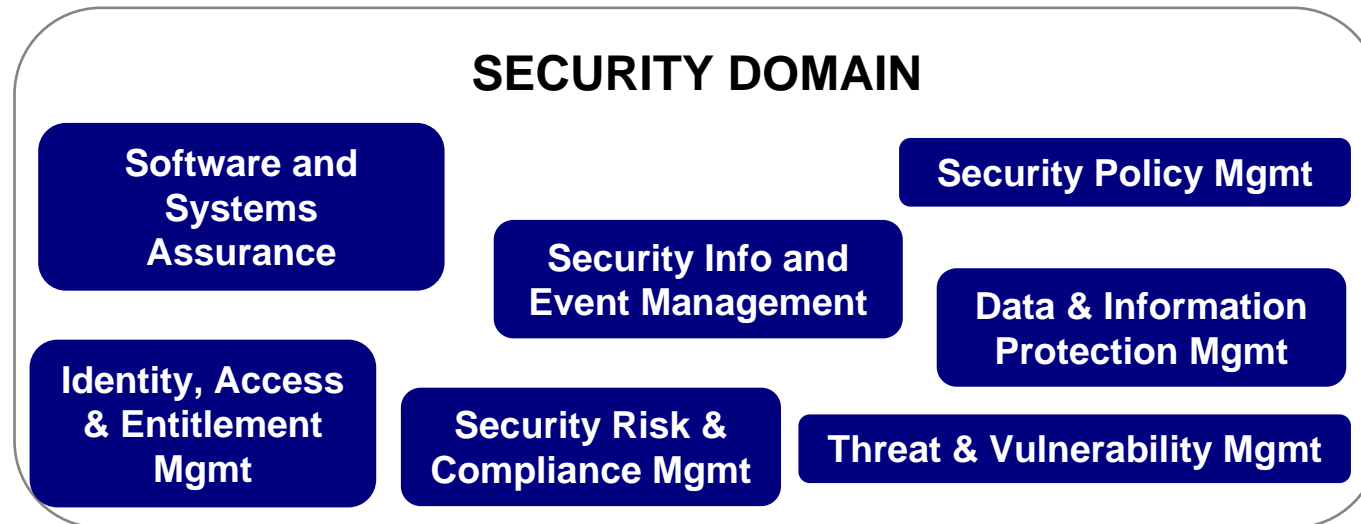 SECURITY DOMAIN
Software and
Systems
Assurance
Security Policy Mgmt
Security Info and
Event Management
Data & Information
Protection Mgmt
Identity, Access
& Entitlement
Mgmt
Security Risk &
Compliance Mgmt
Threat & Vulnerability Mgmt